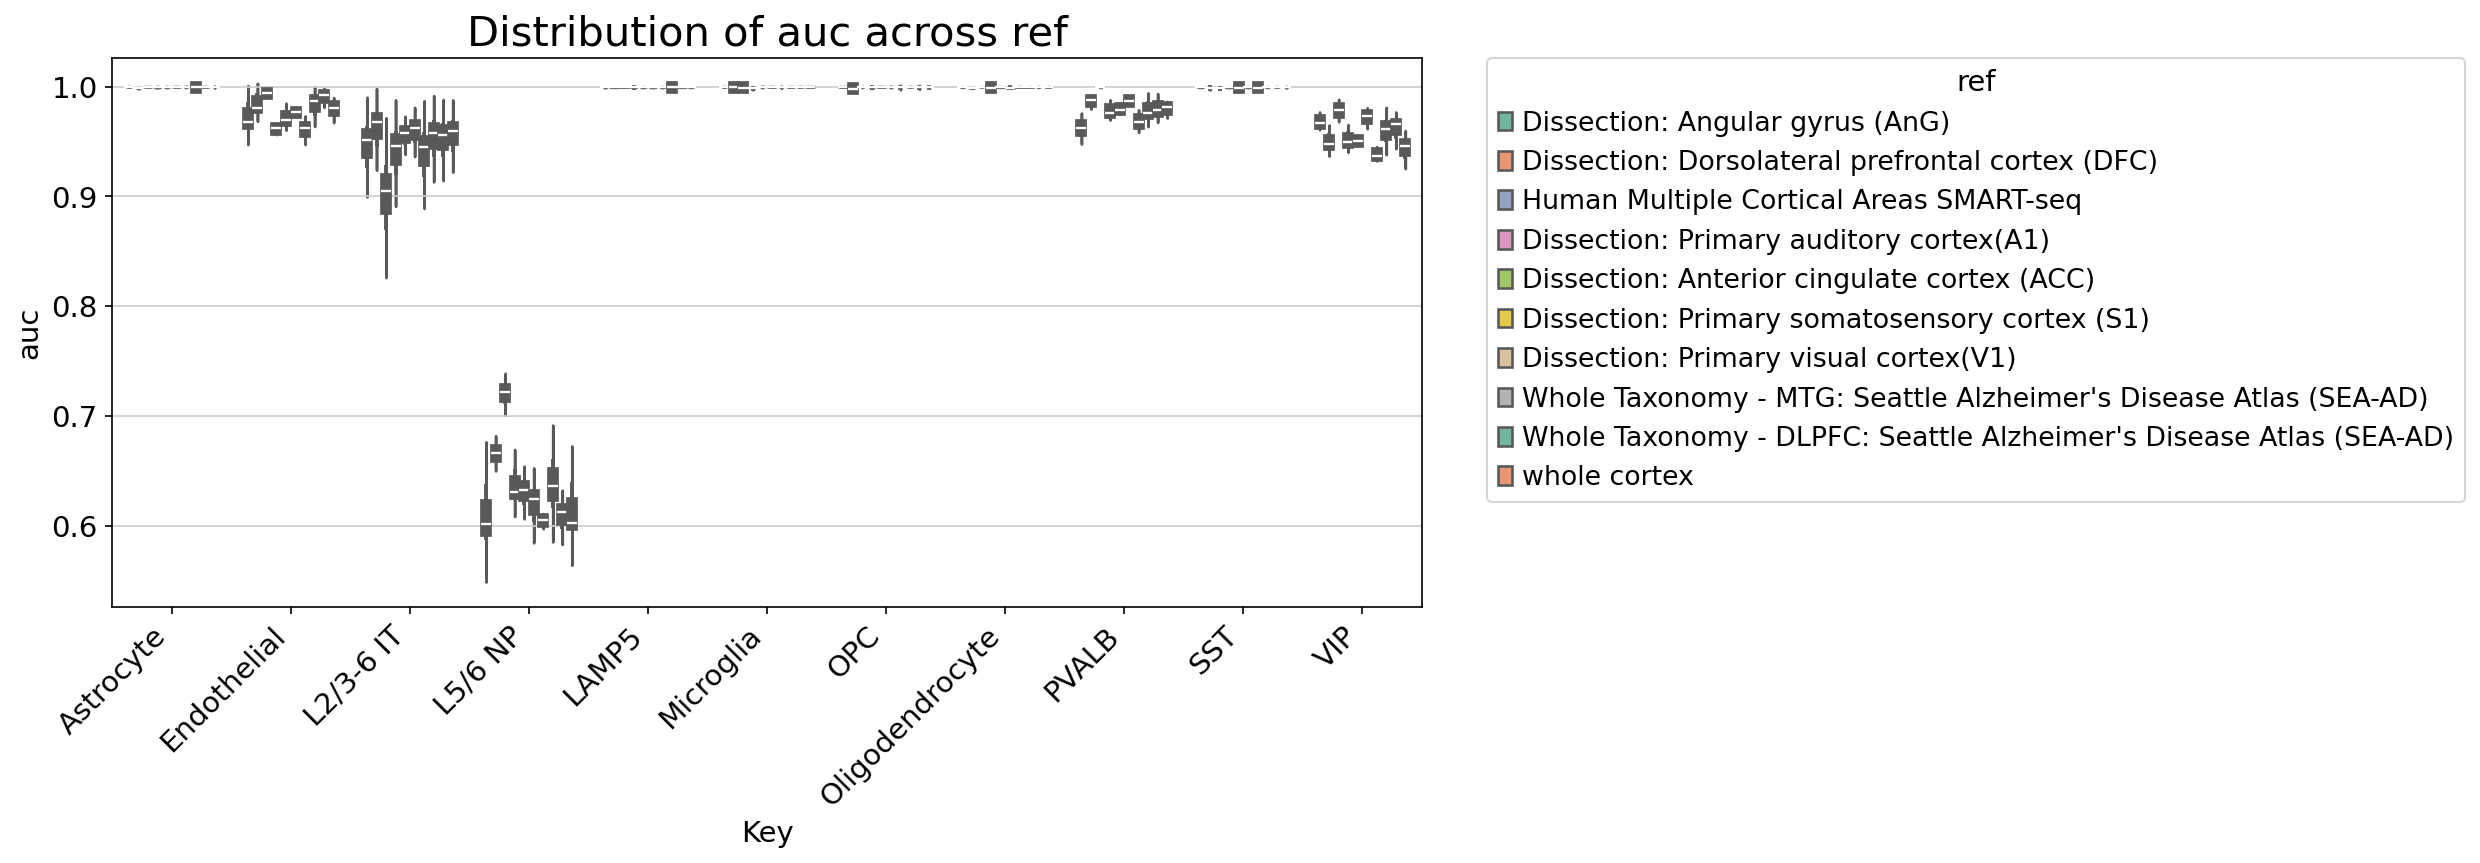 Distribution of auc across ref
1.0
0.9
0.8
0.7
0.6
auc
Astrocyte
Endothelial
L2/3-6 IT
L5/6 NP
LAMP5
Microglia
OPC
Oligodendrocyte
PVALB
SST
VIP
Key
ref
Dissection: Angular gyrus (AnG)
Dissection: Dorsolateral prefrontal cortex (DFC)
Human Multiple Cortical Areas SMART-seq
Dissection: Primary auditory cortex(A1)
Dissection: Anterior cingulate cortex (ACC)
Dissection: Primary somatosensory cortex (S1)
Dissection: Primary visual cortex(V1)
Whole Taxonomy - MTG: Seattle Alzheimer's Disease Atlas (SEA-AD)
Whole Taxonomy - DLPFC: Seattle Alzheimer's Disease Atlas (SEA-AD)
whole cortex